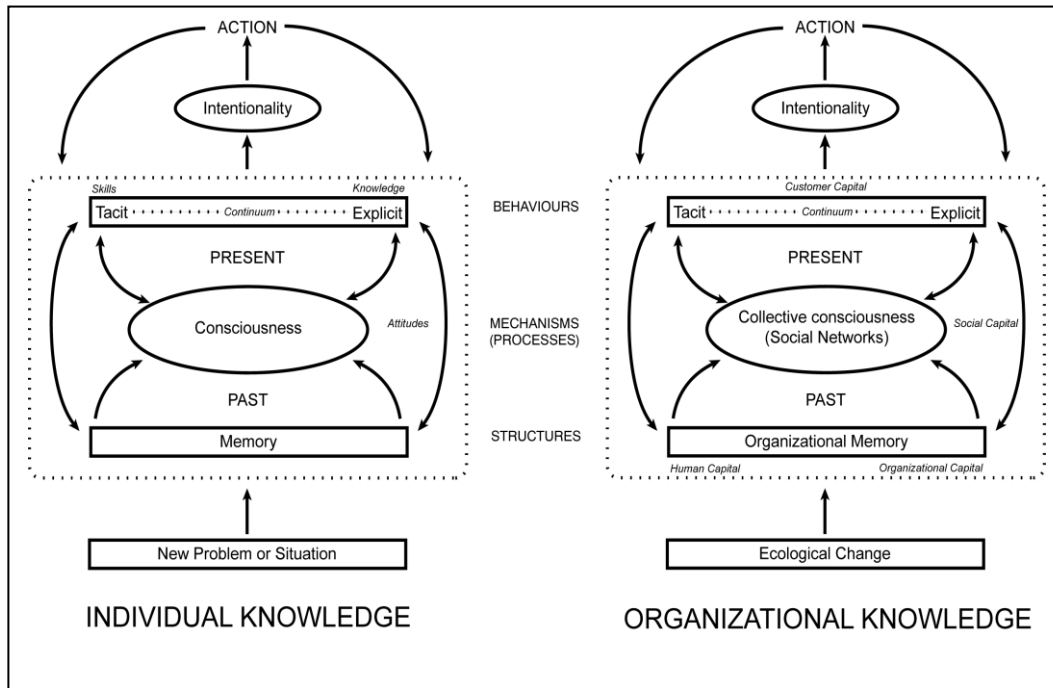 ACTION
Intentionality
Skills
Knowledge
Tacit
Continuum
Explicit
PRESENT
Consciousness
Attitudes
PAST
Memory
New Problem or Situation
INDIVIDUAL KNOWLEDGE
BEHAVIOURS
MECHANISMS
(PROCESSES)
STRUCTURES
ACTION
Intentionality
Customer Capital
Tacit
Continuum
Explicit
PRESENT
Collective consciousness
(Social Networks)
Social Capital
PAST
Organizational Memory
Human Capital
Organizational Capital
Ecological Change
ORGANIZATIONAL KNOWLEDGE